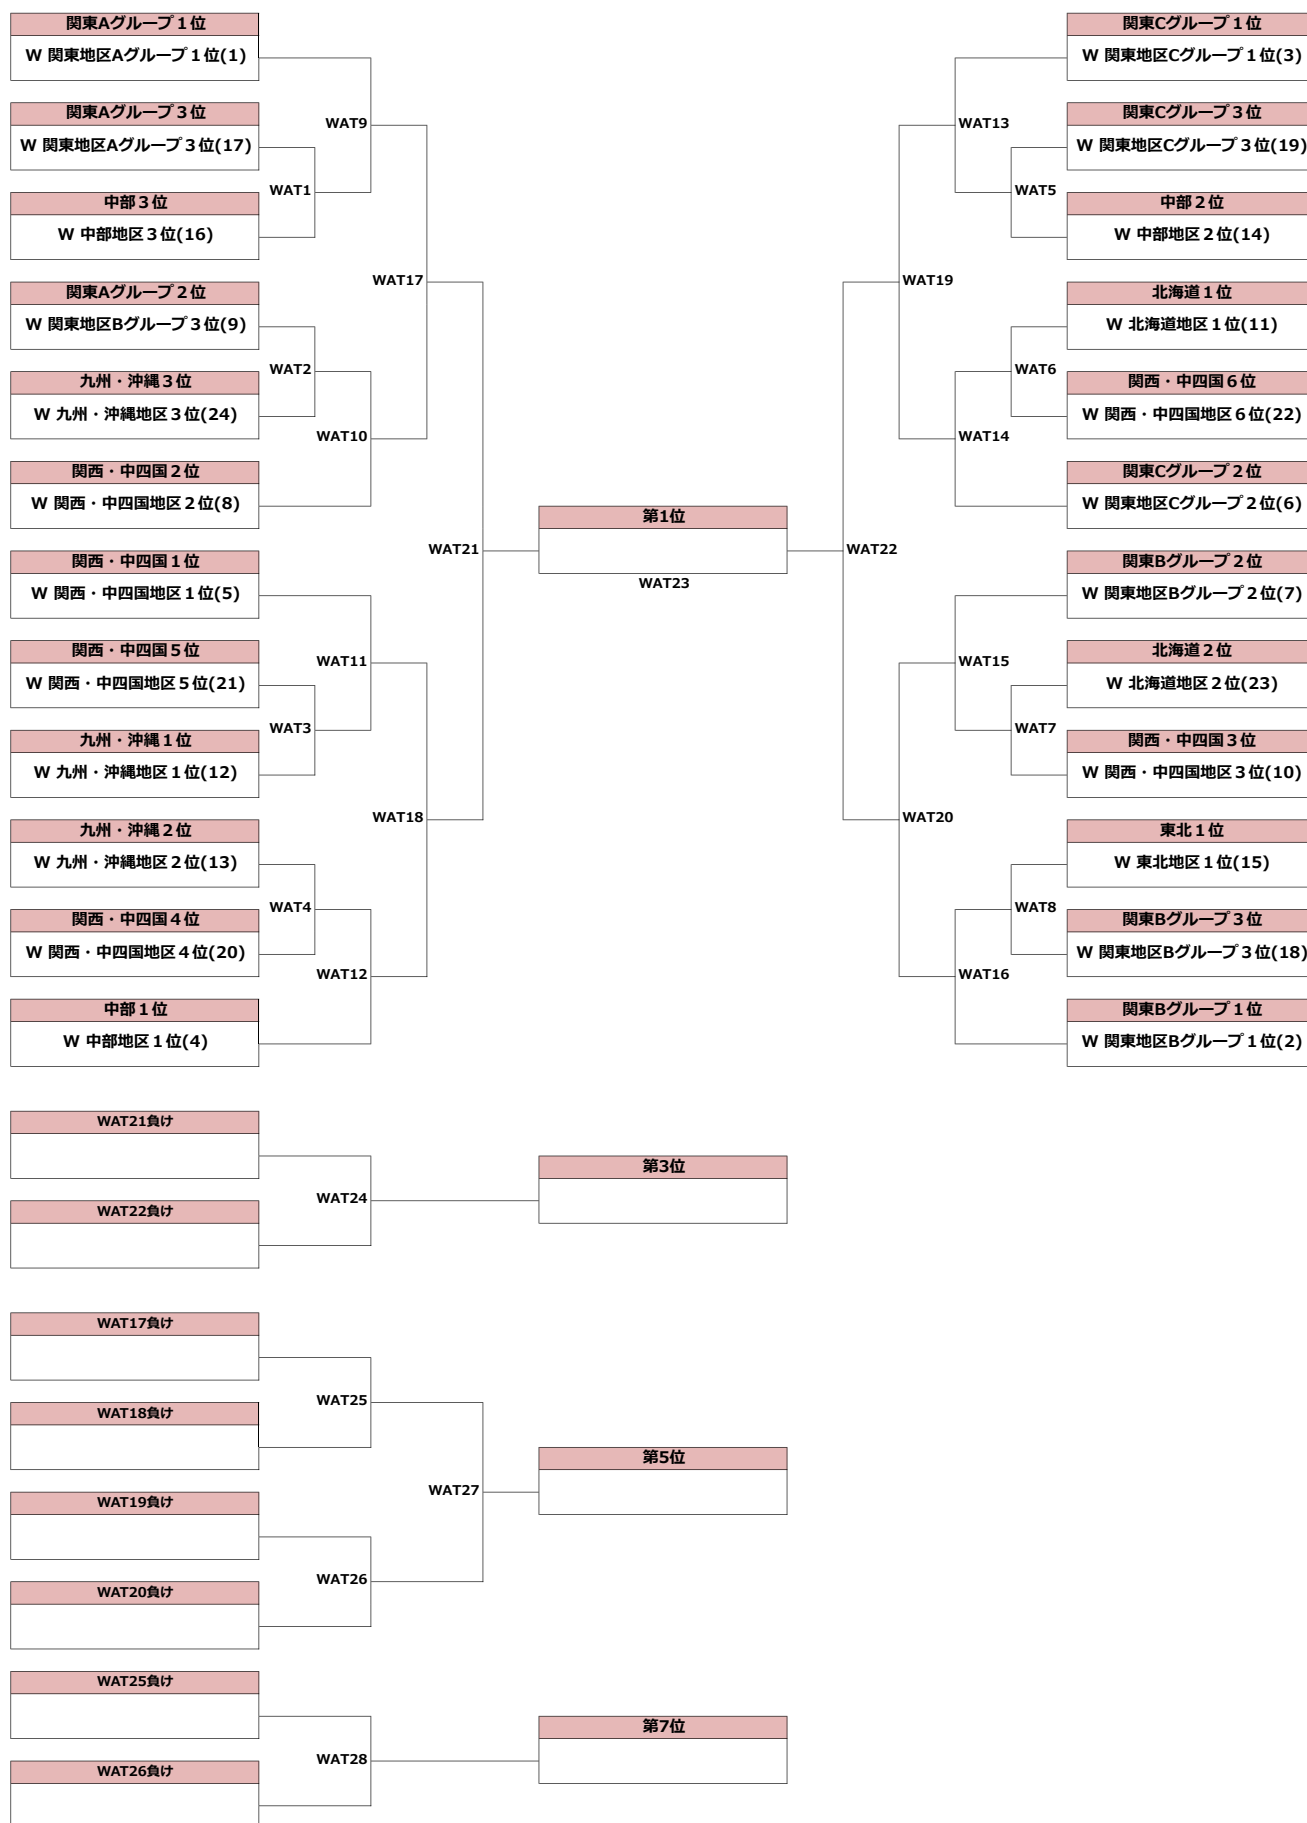 関東Aグループ１位
W 関東地区Aグループ１位(1)
関東Aグループ３位
W 関東地区Aグループ３位(17)
中部３位
W 中部地区３位(16)
関東Aグループ２位
W 関東地区Bグループ３位(9)
九州・沖縄３位
W 九州・沖縄地区３位(24)
関西・中四国２位
W 関西・中四国地区２位(8)
関西・中四国１位
W 関西・中四国地区１位(5)
関西・中四国５位
W 関西・中四国地区５位(21)
九州・沖縄１位
W 九州・沖縄地区１位(12)
九州・沖縄２位
W 九州・沖縄地区２位(13)
関西・中四国４位
W 関西・中四国地区４位(20)
中部１位
W 中部地区１位(4)
WAT1
WAT2
WAT3
WAT4
WAT9
WAT10
WAT11
WAT12
WAT17
WAT18
WAT21
第1位
WAT23
WAT22
WAT19
WAT20
WAT13
WAT14
WAT15
WAT16
WAT5
WAT6
WAT7
WAT8
関東Cグループ１位
W 関東地区Cグループ１位(3)
関東Cグループ３位
W 関東地区Cグループ３位(19)
中部２位
W 中部地区２位(14)
北海道１位
W 北海道地区１位(11)
関西・中四国６位
W 関西・中四国地区６位(22)
関東Cグループ２位
W 関東地区Cグループ２位(6)
関東Bグループ２位
W 関東地区Bグループ２位(7)
北海道２位
W 北海道地区２位(23)
関西・中四国３位
W 関西・中四国地区３位(10)
東北１位
W 東北地区１位(15)
関東Bグループ３位
W 関東地区Bグループ３位(18)
関東Bグループ１位
W 関東地区Bグループ１位(2)
WAT21負け
WAT22負け
WAT24
第3位
WAT17負け
WAT18負け
WAT25
WAT19負け
WAT20負け
WAT26
WAT27
第5位
WAT25負け
WAT26負け
WAT28
第7位